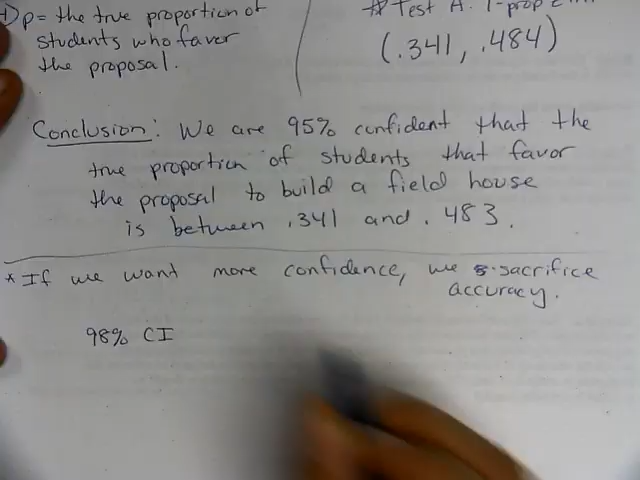 p = the true proportion of
students who favor
the proposal.
Test A: 1-prop
(.341, .484)
Conclusion: We are 95% confident that the
true proportion of students that favor
the proposal to build a field house
is between .341 and .483.
*If we want more confidence, we sacrifice
accuracy.
98% CI